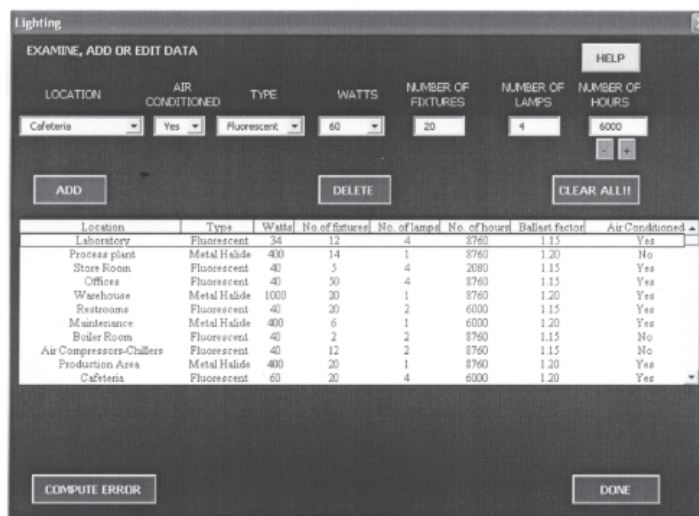 Lighting
EXAMINE, ADD OR EDIT DATA
HELP
LOCATION AIR CONDITIONED TYPE WATTS NUMBER OF FIXTURES NUMBER OF LAMPS NUMBER OF HOURS
Cafeteria Yes Fluorescent 60 20 4 6000
- +
ADD DELETE CLEAR ALL!!
Location Type Watts No.of fixtures No. of lamps No. of hours Ballast factor Air Conditioned
Laboratory Fluorescent 34 12 4 8760 1.15 Yes
Process plant Metal Halide 400 14 1 8760 1.20 No
Store Room Fluorescent 40 5 4 2080 1.15 Yes
Offices Fluorescent 40 50 4 8760 1.15 Yes
Warehouse Metal Halide 1000 20 1 8760 1.20 Yes
Restrooms Fluorescent 40 20 2 6000 1.15 Yes
Maintenance Metal Halide 400 6 1 6000 1.20 Yes
Boiler Room Fluorescent 40 2 2 8760 1.15 No
Air Compressors-Chillers Fluorescent 40 12 2 8760 1.15 No
Production Area Metal Halide 400 20 1 8760 1.20 Yes
Cafeteria Fluorescent 60 20 4 6000 1.20 Yes
COMPUTE ERROR DONE